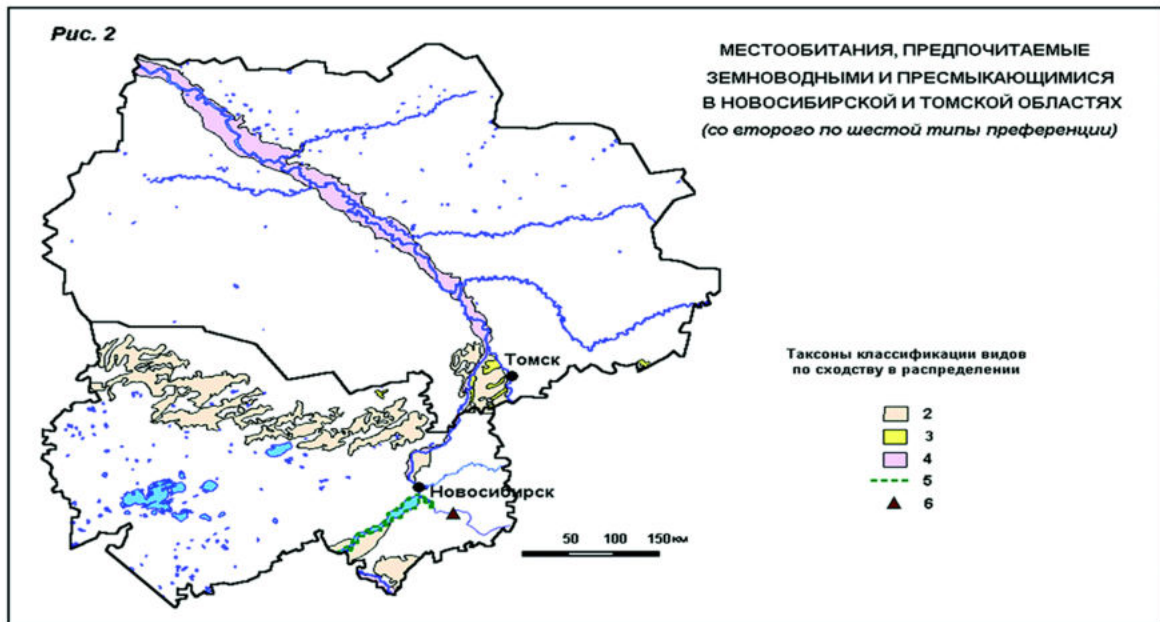 Рис. 2
МЕСТООБИТАНИЯ, ПРЕДПОЧИТАЕМЫЕ
ЗЕМНОВОДНЫМИ И ПРЕСМЫКАЮЩИМИСЯ
В НОВОСИБИРСКОЙ И ТОМСКОЙ ОБЛАСТЯХ
(со второго по шестой типы преференции)
Томск
Новосибирск
Таксоны классификации видов
по сходству в распределении
2
3
4
5
6
50 100 150км